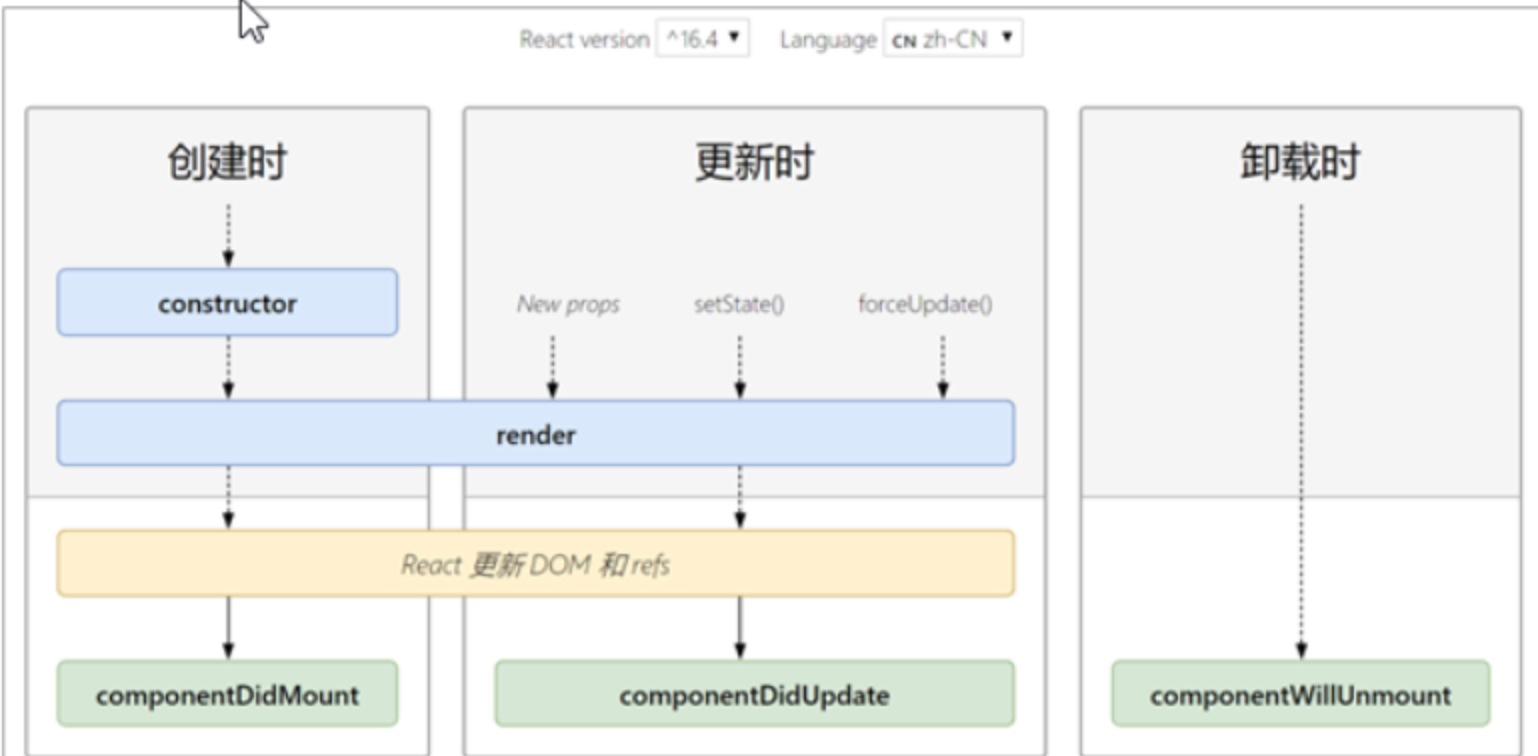 React version ^16.4 Language CN zh-CN
创建时
更新时
卸载时
constructor
New props
setState()
forceUpdate()
render
React 更新 DOM 和 refs
componentDidMount
componentDidUpdate
componentWillUnmount